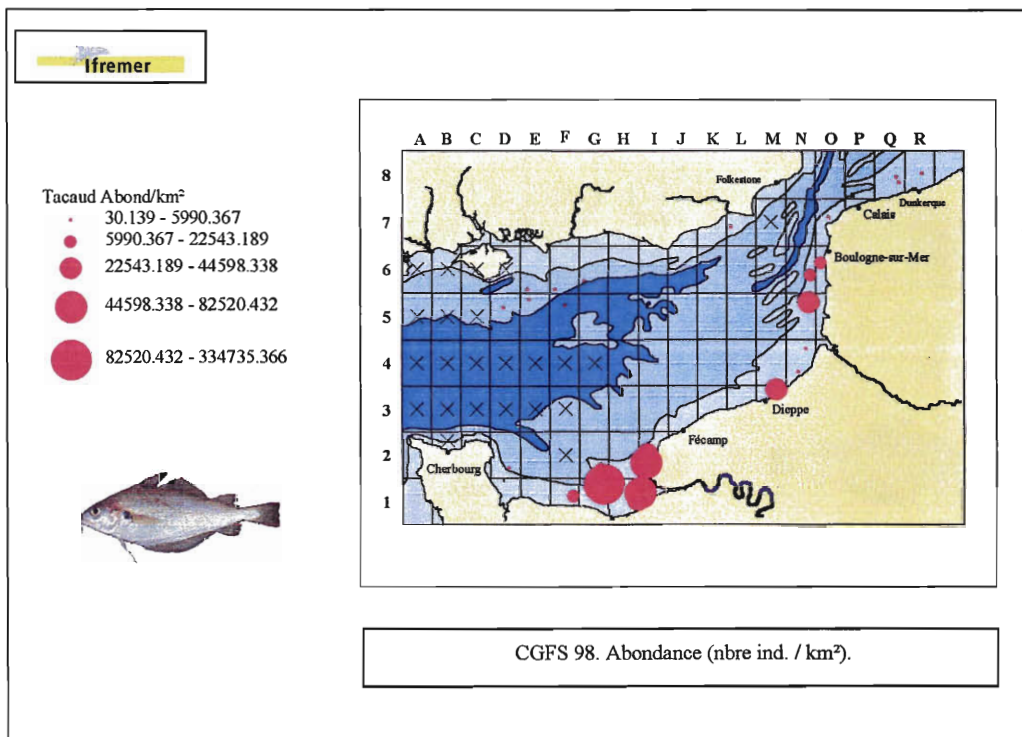 Ifremer
A B C D E F G H I J K L M N O P Q R
8
Folkestone
Dunkerque
Tacaud Abond/km²
30.139 - 5990.367
Calais
7
5990.367 - 22543.189
Boulogne-sur-Mer
22543.189 - 44598.338
6
44598.338 - 82520.432
5
82520.432 - 334735.366
4
3
Dieppe
Fécamp
2
Cherbourg
1
CGFS 98. Abondance (nbre ind. / km²).